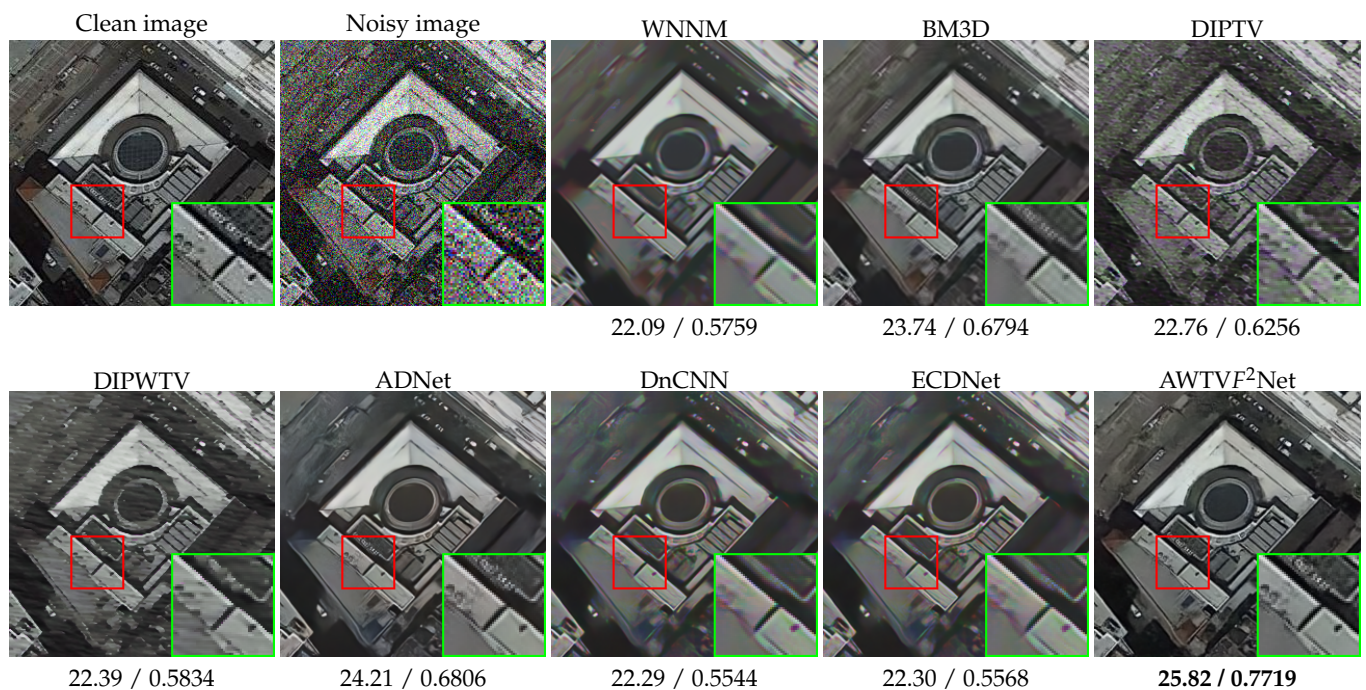 Clean image Noisy image WNNM BM3D DIPTV
22.09 / 0.5759 23.74 / 0.6794 22.76 / 0.6256
DIPWTV ADNet DnCNN ECDNet AWTVF²Net
22.39 / 0.5834 24.21 / 0.6806 22.29 / 0.5544 22.30 / 0.5568 25.82 / 0.7719